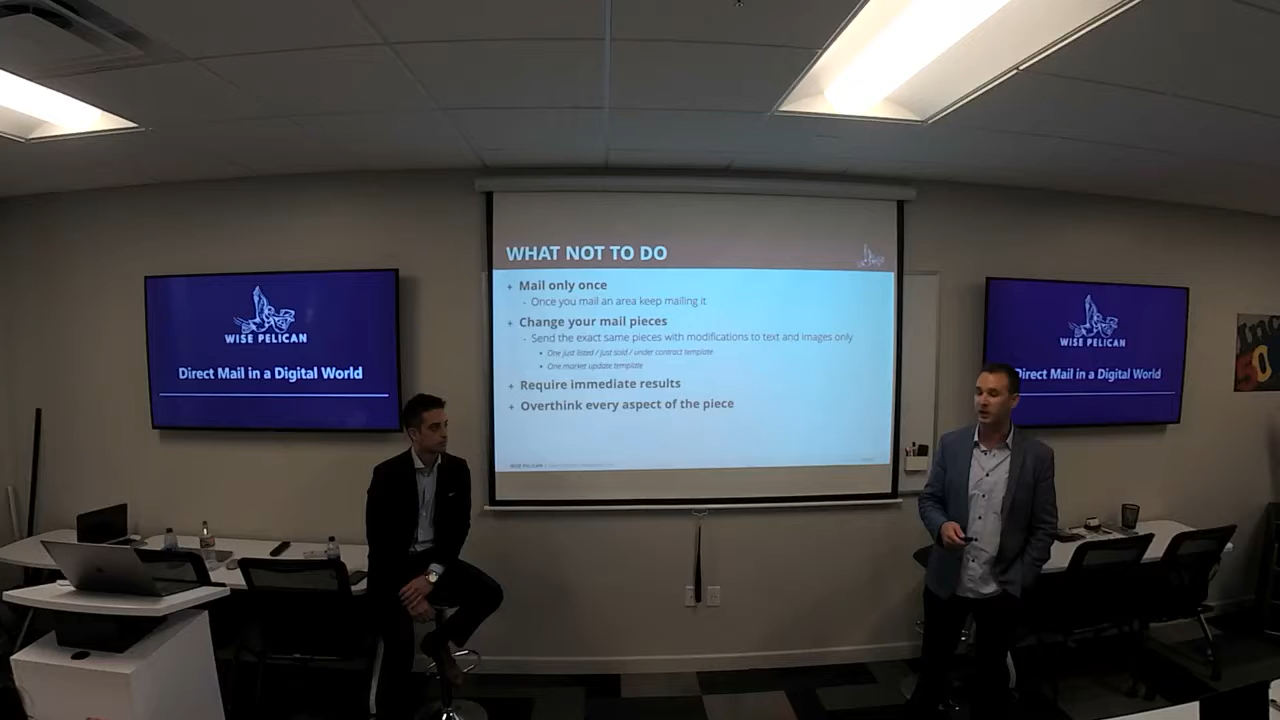 WISE PELICAN
Direct Mail in a Digital World
WHAT NOT TO DO
+ Mail only once
- Once you mail an area keep mailing it
+ Change your mail pieces
- Send the exact same pieces with modifications to text and images only
• One just listed / just sold / under contract template
• One market update template
+ Require immediate results
+ Overthink every aspect of the piece
WISE PELICAN
WISE PELICAN
Direct Mail in a Digital World